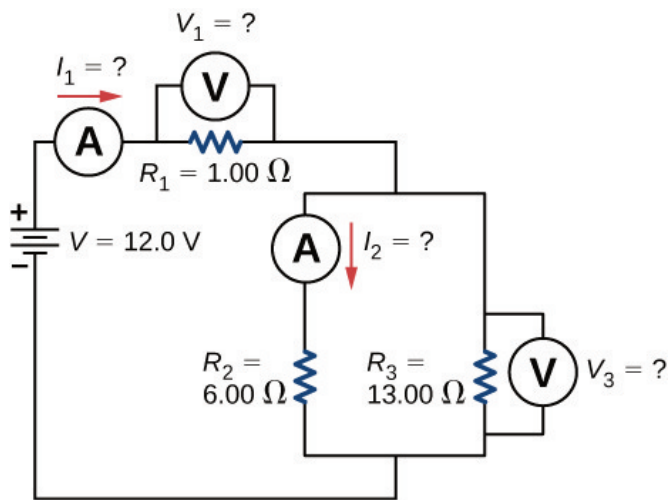 V₁ = ?
I₁ = ?
V
A
R₁ = 1.00 Ω
+
V = 12.0 V
−
A
I₂ = ?
R₂ =
6.00 Ω
R₃ =
13.00 Ω
V
V₃ = ?